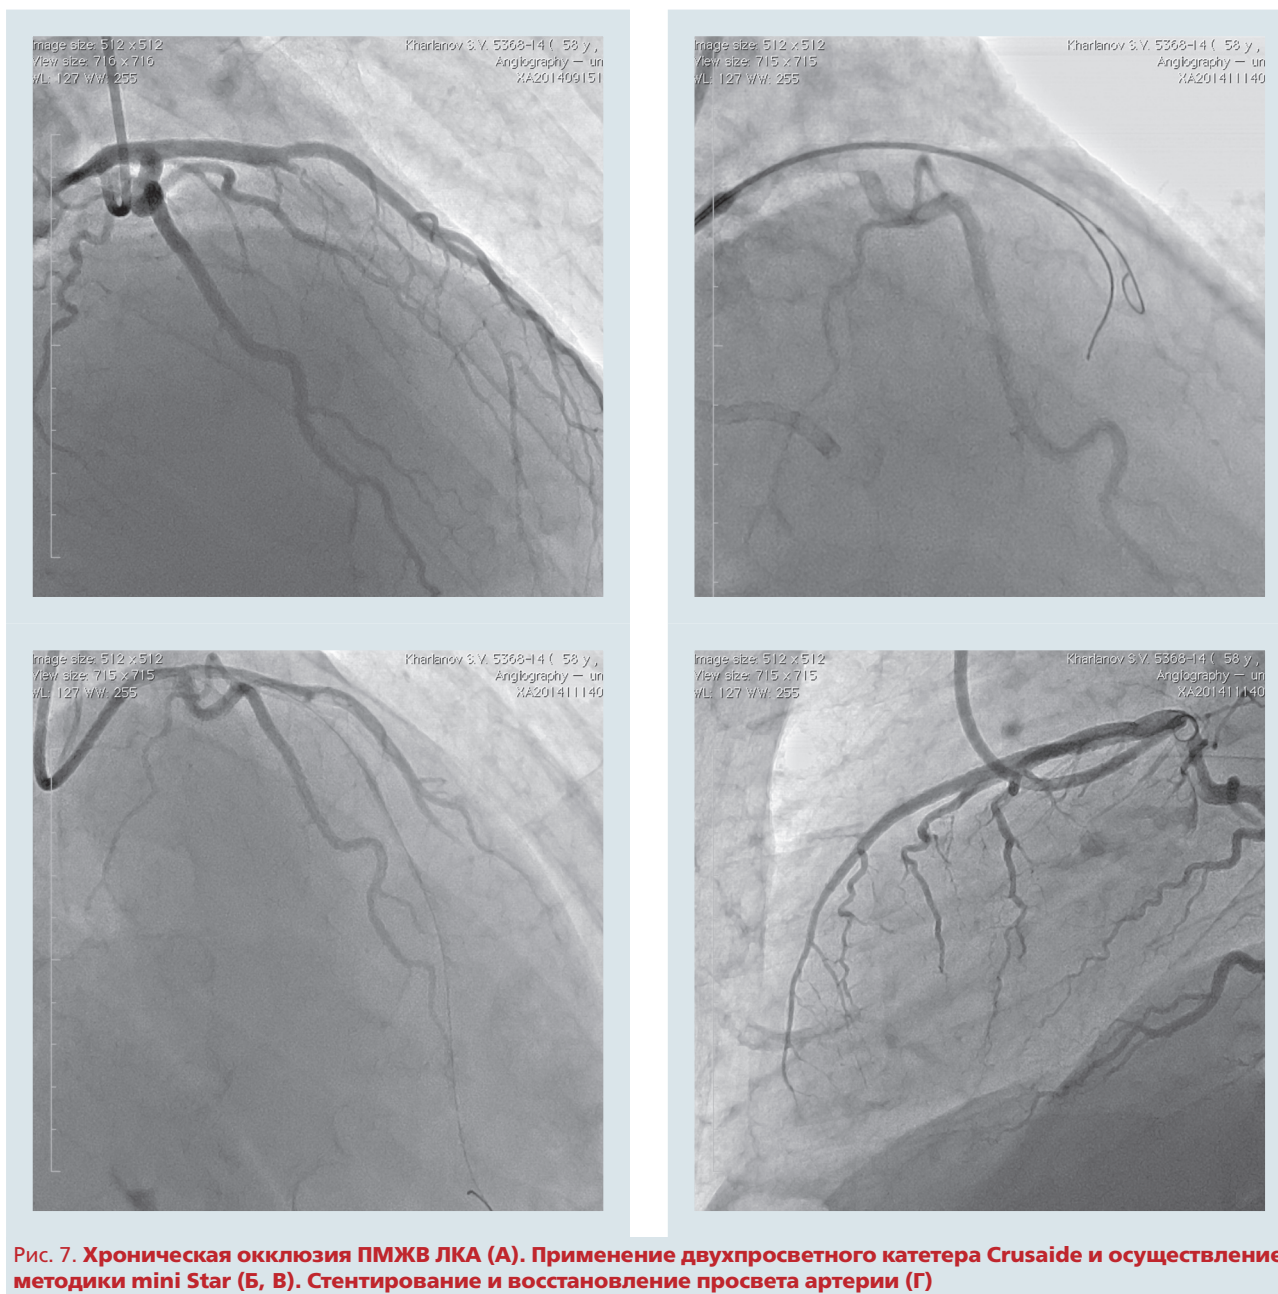 Image size: 512 x 512
View size: 716 x 716
WL: 127 WW: 255
Kharlanov S.V. 5368-14 ( 58 y ,
Angiography — un
XA201409151
Image size: 512 x 512
View size: 715 x 715
WL: 127 WW: 255
Kharlanov S.V. 5368-14 ( 58 y ,
Angiography — un
XA201411140
Image size: 512 x 512
View size: 715 x 715
WL: 127 WW: 255
Kharlanov S.V. 5368-14 ( 58 y ,
Angiography — un
XA201411140
Image size: 512 x 512
View size: 715 x 715
WL: 127 WW: 255
Kharlanov S.V. 5368-14 ( 58 y ,
Angiography — un
XA201411140
Рис. 7. Хроническая окклюзия ПМЖВ ЛКА (А). Применение двухпросветного катетера Crusaide и осуществление
методики mini Star (Б, В). Стентирование и восстановление просвета артерии (Г)